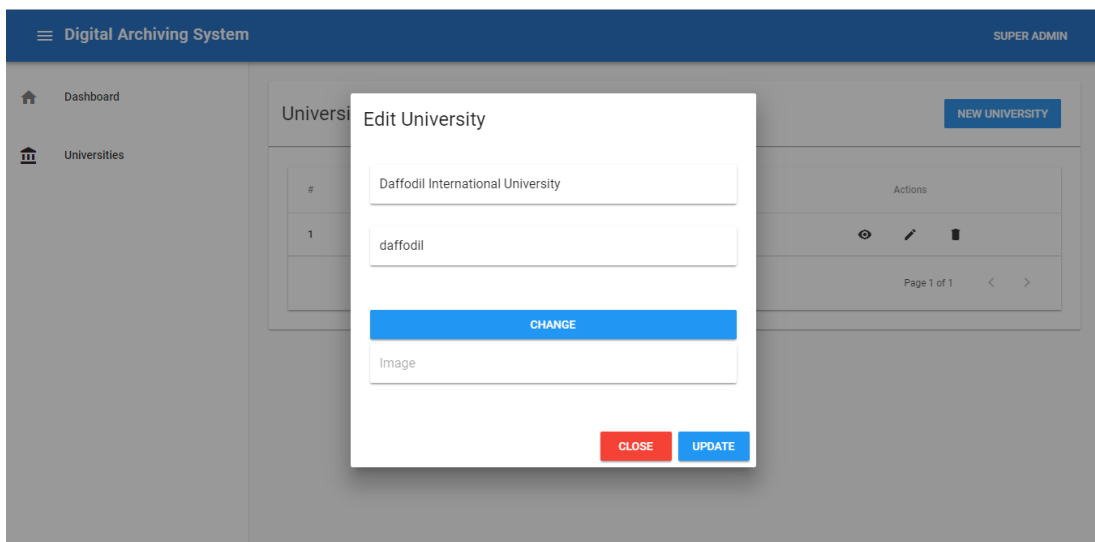 Digital Archiving System
SUPER ADMIN
Dashboard
Universities
Universi
NEW UNIVERSITY
# Actions
1
Page 1 of 1
Edit University
Daffodil International University
daffodil
CHANGE
Image
CLOSE UPDATE